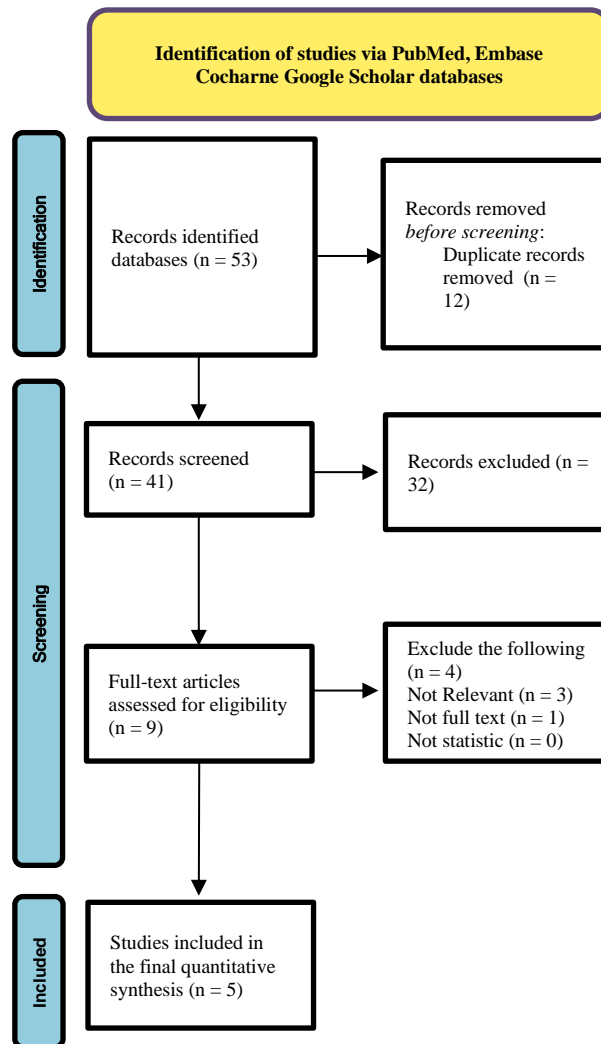 Identification of studies via PubMed, Embase
Cocharne Google Scholar databases
Identification
Records identified
databases (n = 53)
Records removed
before screening:
Duplicate records
removed (n =
12)
Screening
Records screened
(n = 41)
Records excluded (n =
32)
Full-text articles
assessed for eligibility
(n = 9)
Exclude the following
(n = 4)
Not Relevant (n = 3)
Not full text (n = 1)
Not statistic (n = 0)
Included
Studies included in
the final quantitative
synthesis (n = 5)